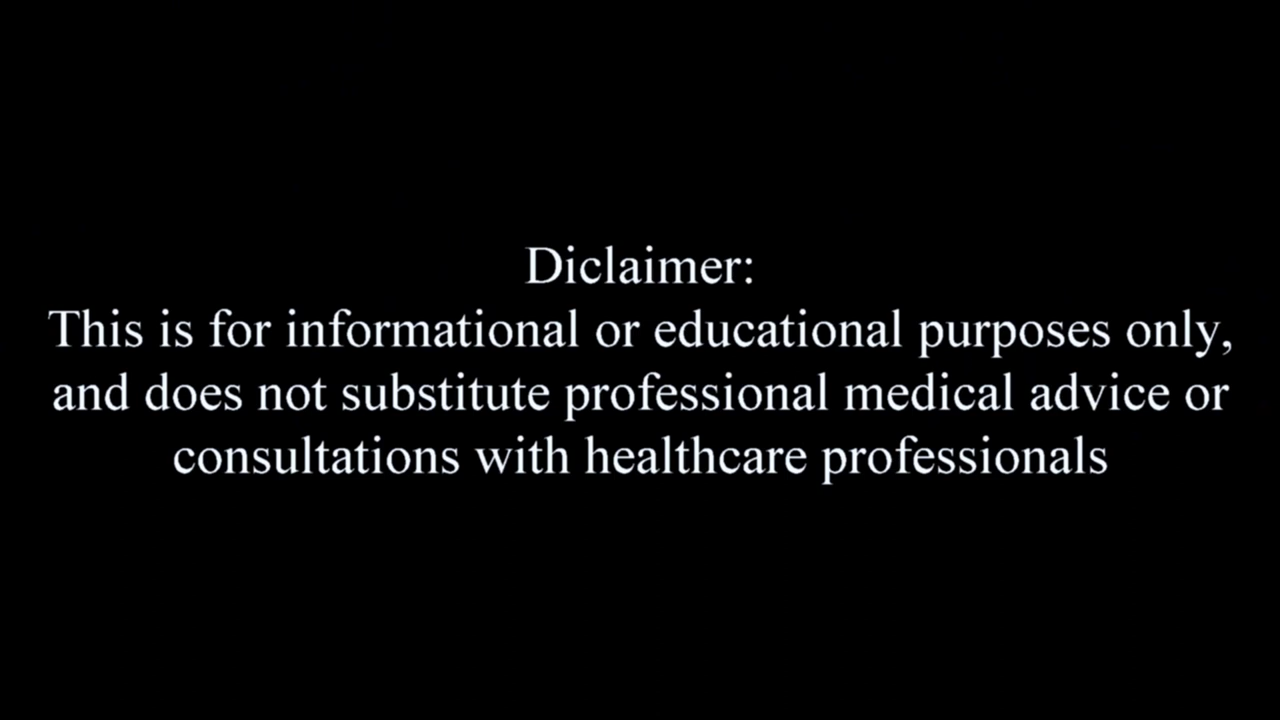 Diclaimer:
This is for informational or educational purposes only,
and does not substitute professional medical advice or
consultations with healthcare professionals